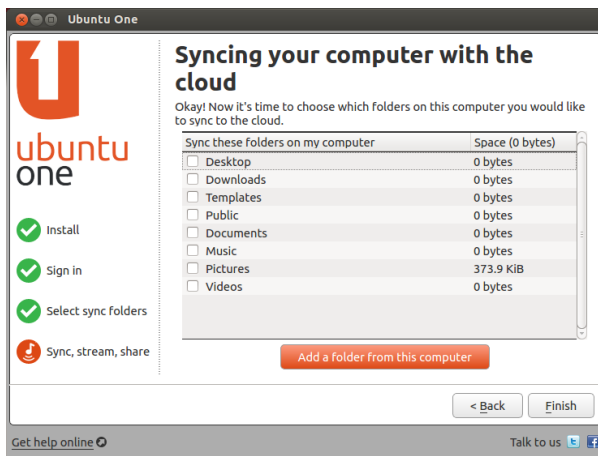 Ubuntu One
ubuntu
one
Install
Sign in
Select sync folders
Sync, stream, share
Syncing your computer with the
cloud
Okay! Now it's time to choose which folders on this computer you would like
to sync to the cloud.
Sync these folders on my computer Space (0 bytes)
Desktop 0 bytes
Downloads 0 bytes
Templates 0 bytes
Public 0 bytes
Documents 0 bytes
Music 0 bytes
Pictures 373.9 KiB
Videos 0 bytes
Add a folder from this computer
< Back Finish
Get help online Talk to us